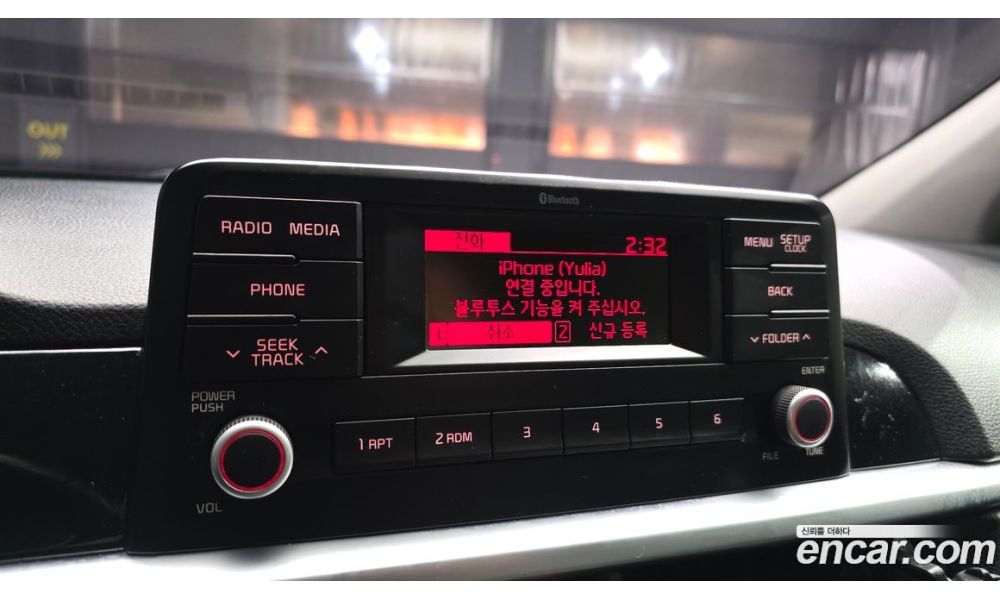 OUT
Bluetooth
RADIO MEDIA
PHONE
SEEK
TRACK
POWER
PUSH
VOL
전화 2:32
iPhone (Yulia)
연결 중입니다.
블루투스 기능을 켜 주십시오.
1 취소 2 신규 등록
MENU SETUP
CLOCK
BACK
FOLDER
ENTER
FILE TUNE
1 RPT 2 RDM 3 4 5 6
신뢰를 더하다
encar.com